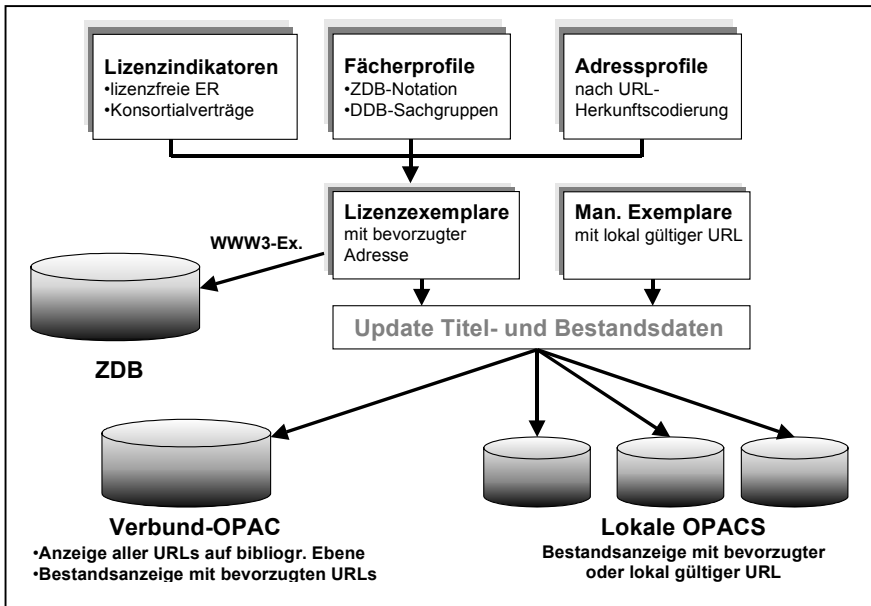 Lizenzindikatoren
•lizenzfreie ER
•Konsortialverträge
Fächerprofile
•ZDB-Notation
•DDB-Sachgruppen
Adressprofile
nach URL-
Herkunftscodierung
Lizenzexemplare
mit bevorzugter
Adresse
Man. Exemplare
mit lokal gültiger URL
WWW3-Ex.
Update Titel- und Bestandsdaten
ZDB
Verbund-OPAC
•Anzeige aller URLs auf bibliogr. Ebene
•Bestandsanzeige mit bevorzugten URLs
Lokale OPACS
Bestandsanzeige mit bevorzugter
oder lokal gültiger URL